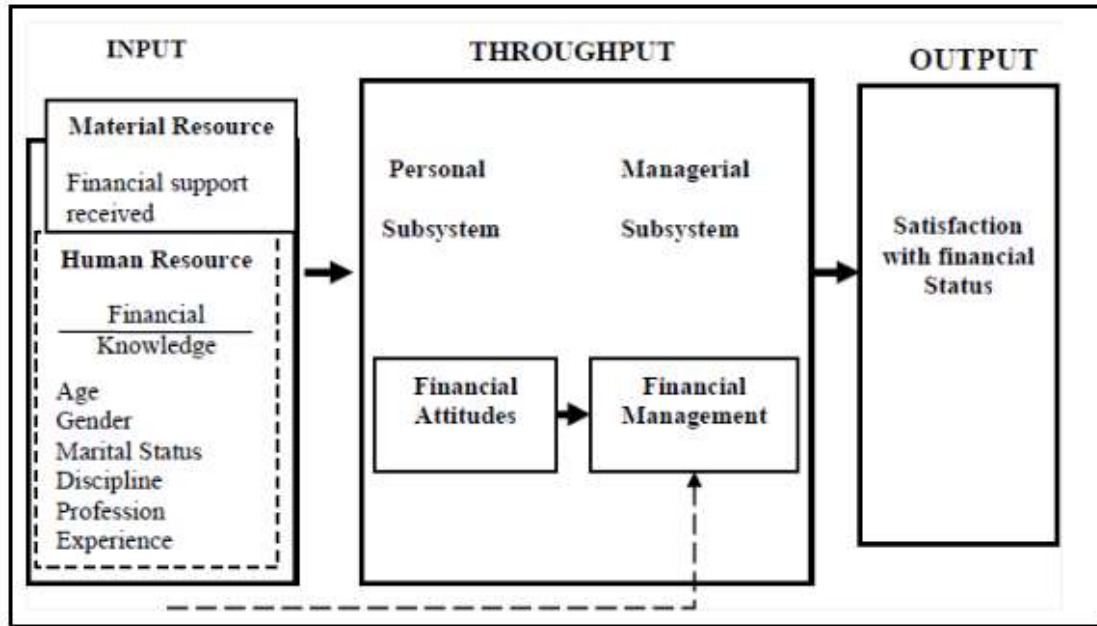 INPUT
Material Resource
Financial support
received
Human Resource
Financial
Knowledge
Age
Gender
Marital Status
Discipline
Profession
Experience
THROUGHPUT
Personal
Subsystem
Managerial
Subsystem
Financial
Attitudes
Financial
Management
OUTPUT
Satisfaction
with financial
Status